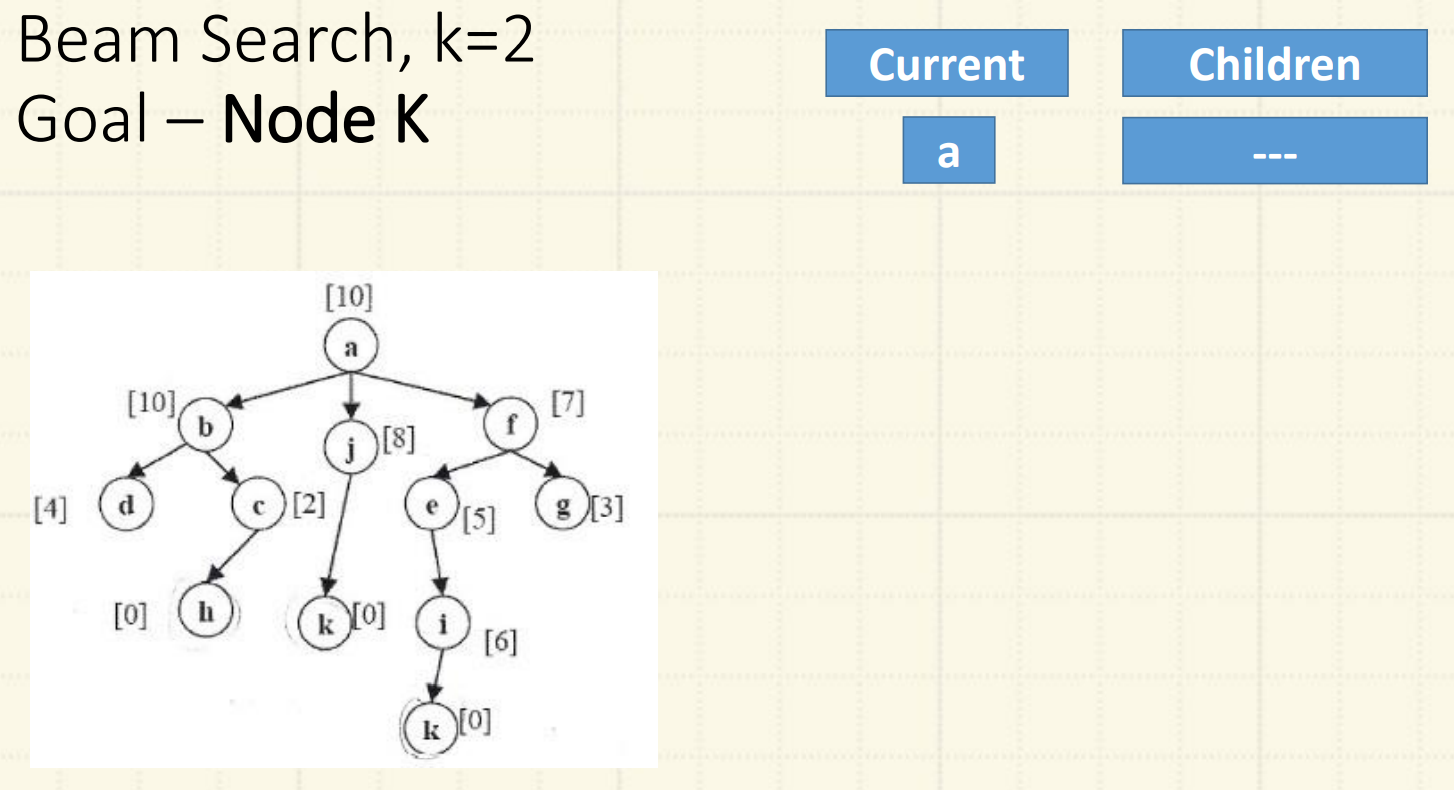 Beam Search, k=2
Goal – Node K
Current Children
a ---
[10]
a
[10] b j [8] f [7]
[4] d c [2] e [5] g [3]
[0] h k [0] i [6]
k [0]